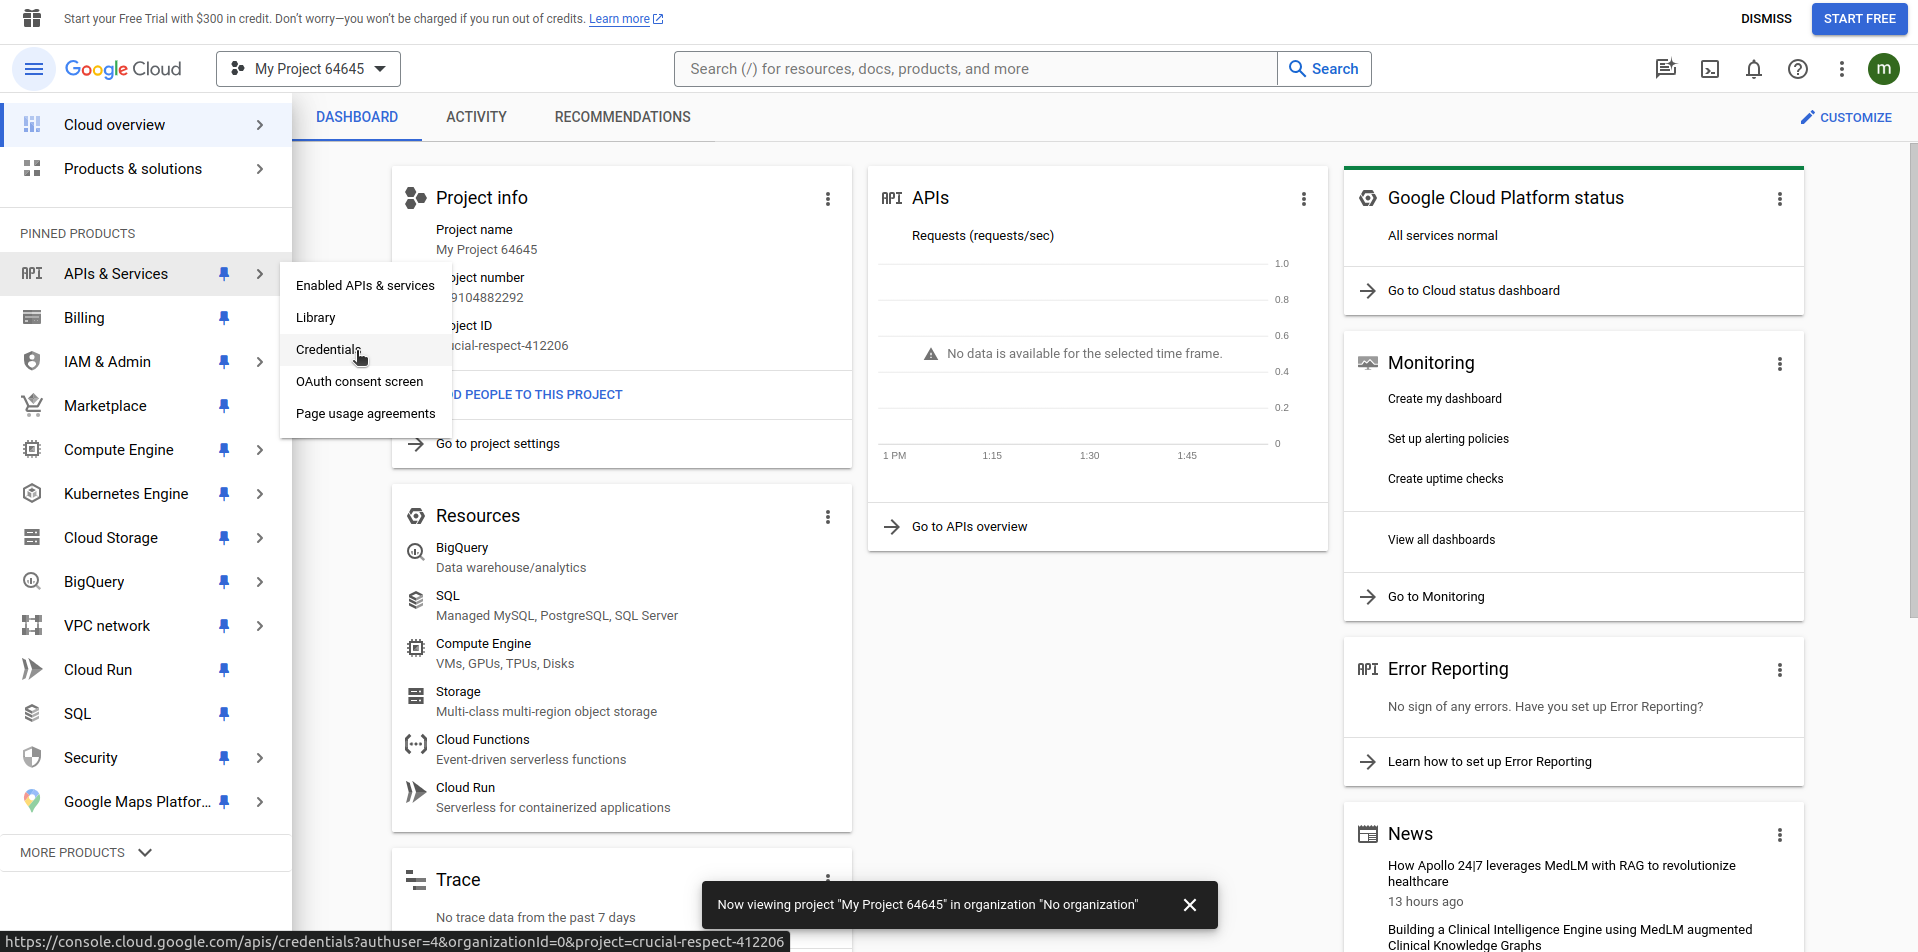 Start your Free Trial with $300 in credit. Don't worry—you won't be charged if you run out of credits. Learn more
DISMISS
START FREE
Google Cloud
My Project 64645
Search (/) for resources, docs, products, and more
Search
m
Cloud overview
Products & solutions
PINNED PRODUCTS
API APIs & Services
Billing
IAM & Admin
Marketplace
Compute Engine
Kubernetes Engine
Cloud Storage
BigQuery
VPC network
Cloud Run
SQL
Security
Google Maps Platfor...
MORE PRODUCTS
Enabled APIs & services
Library
Credentials
OAuth consent screen
Page usage agreements
DASHBOARD
ACTIVITY
RECOMMENDATIONS
CUSTOMIZE
Project info
Project name
My Project 64645
oject number
9104882292
oject ID
ucial-respect-412206
D PEOPLE TO THIS PROJECT
Go to project settings
Resources
BigQuery
Data warehouse/analytics
SQL
Managed MySQL, PostgreSQL, SQL Server
Compute Engine
VMs, GPUs, TPUs, Disks
Storage
Multi-class multi-region object storage
Cloud Functions
Event-driven serverless functions
Cloud Run
Serverless for containerized applications
Trace
No trace data from the past 7 days
API APIs
Requests (requests/sec)
1.0
0.8
0.6
No data is available for the selected time frame.
0.4
0.2
0
1 PM 1:15 1:30 1:45
Go to APIs overview
Google Cloud Platform status
All services normal
Go to Cloud status dashboard
Monitoring
Create my dashboard
Set up alerting policies
Create uptime checks
View all dashboards
Go to Monitoring
API Error Reporting
No sign of any errors. Have you set up Error Reporting?
Learn how to set up Error Reporting
News
How Apollo 24|7 leverages MedLM with RAG to revolutionize
healthcare
13 hours ago
Building a Clinical Intelligence Engine using MedLM augmented
Clinical Knowledge Graphs
Now viewing project "My Project 64645" in organization "No organization"
https://console.cloud.google.com/apis/credentials?authuser=4&organizationId=0&project=crucial-respect-412206